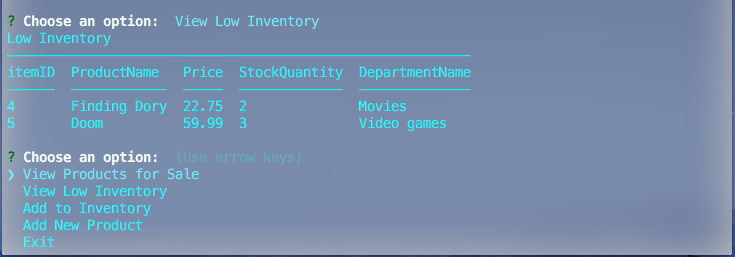 ? Choose an option:  View Low Inventory
Low Inventory
itemID  ProductName   Price  StockQuantity  DepartmentName
4       Finding Dory  22.75  2              Movies
5       Doom          59.99  3              Video games
? Choose an option:  (Use arrow keys)
❯ View Products for Sale
  View Low Inventory
  Add to Inventory
  Add New Product
  Exit